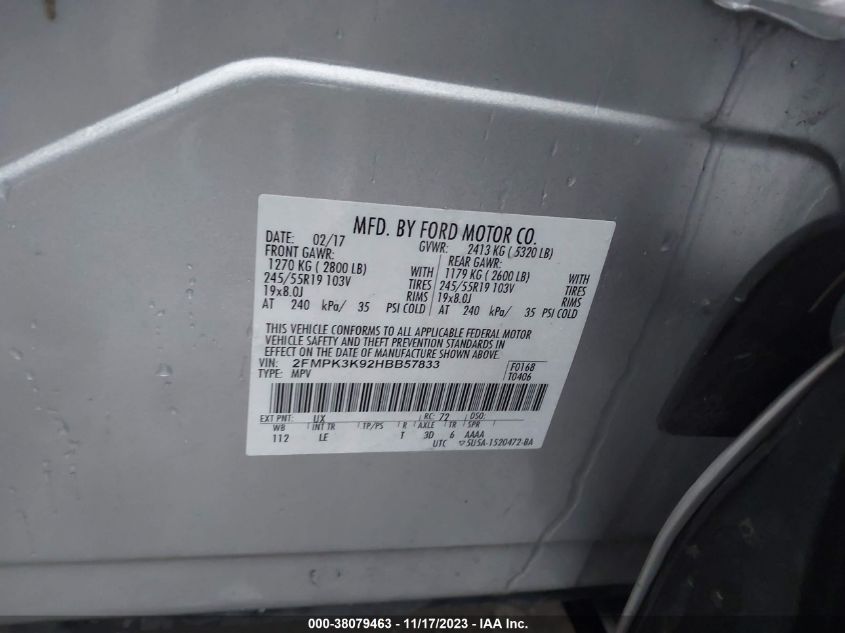 MFD. BY FORD MOTOR CO.
DATE: 02/17 GVWR: 2413 KG ( 5320 LB)
FRONT GAWR: REAR GAWR:
1270 KG ( 2800 LB) WITH 1179 KG ( 2600 LB) WITH
245/55R19 103V TIRES 245/55R19 103V TIRES
19x8.0J RIMS 19x8.0J RIMS
AT 240 kPa/ 35 PSI COLD AT 240 kPa/ 35 PSI COLD
THIS VEHICLE CONFORMS TO ALL APPLICABLE FEDERAL MOTOR
VEHICLE SAFETY AND THEFT PREVENTION STANDARDS IN
EFFECT ON THE DATE OF MANUFACTURE SHOWN ABOVE.
VIN: 2FMPK3K92HBB57833 F0168
TYPE: MPV T0406
EXT PNT: UX RC: 72 DSO:
WB INT TR TP/PS R AXLE TR SPR
112 LE T 3D 6 AAAA
UTC 5U5A-1520472-BA
000-38079463 - 11/17/2023 - IAA Inc.